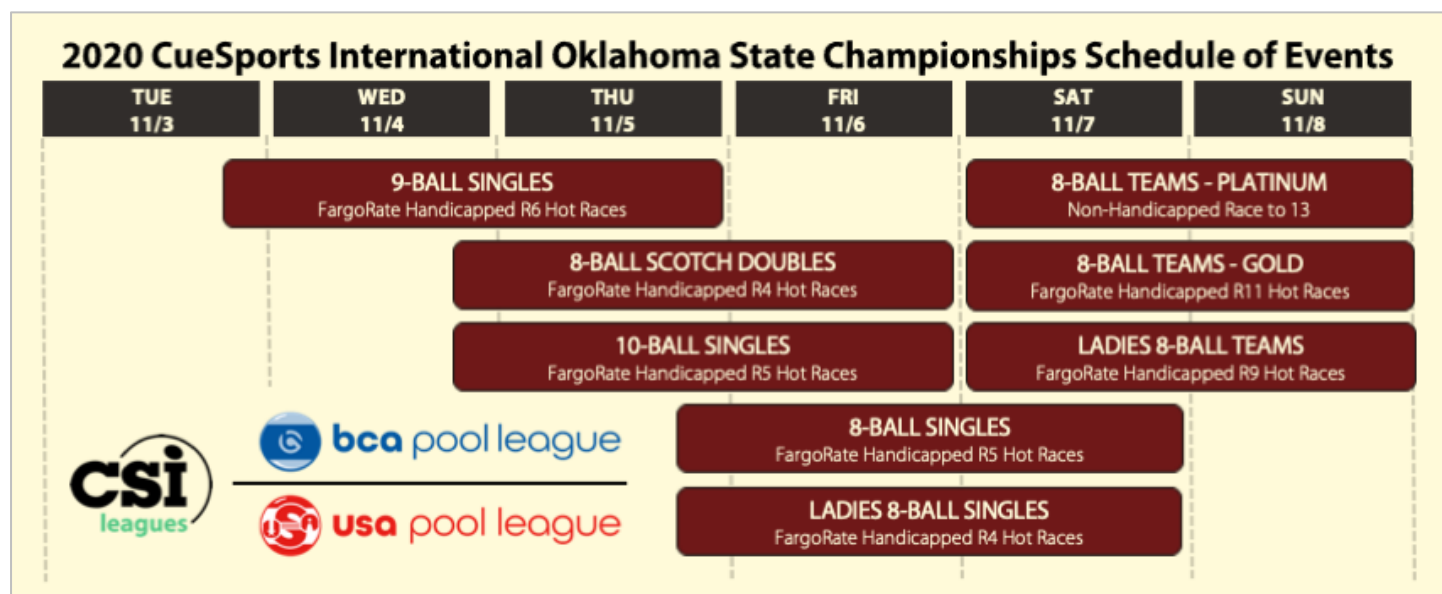 2020 CueSports International Oklahoma State Championships Schedule of Events
TUE
11/3
WED
11/4
THU
11/5
FRI
11/6
SAT
11/7
SUN
11/8
9-BALL SINGLES
FargoRate Handicapped R6 Hot Races
8-BALL TEAMS - PLATINUM
Non-Handicapped Race to 13
8-BALL SCOTCH DOUBLES
FargoRate Handicapped R4 Hot Races
8-BALL TEAMS - GOLD
FargoRate Handicapped R11 Hot Races
10-BALL SINGLES
FargoRate Handicapped R5 Hot Races
LADIES 8-BALL TEAMS
FargoRate Handicapped R9 Hot Races
8-BALL SINGLES
FargoRate Handicapped R5 Hot Races
LADIES 8-BALL SINGLES
FargoRate Handicapped R4 Hot Races
csi
leagues
bca pool league
USA
usa pool league